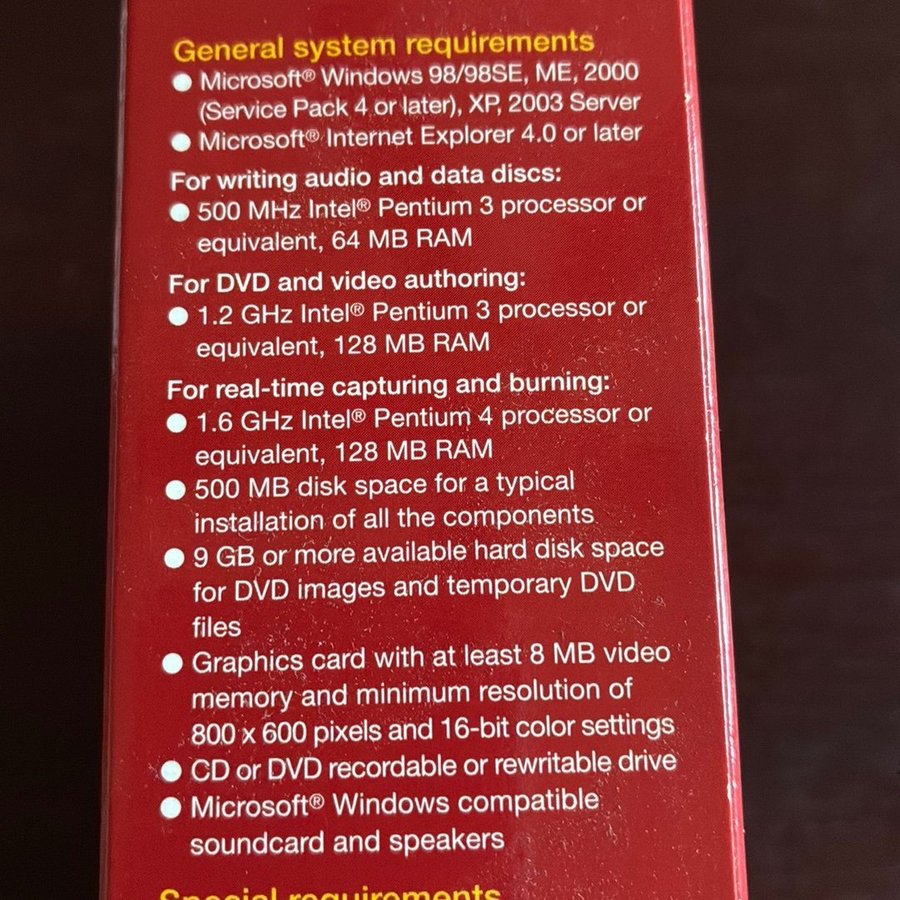 General system requirements
● Microsoft® Windows 98/98SE, ME, 2000
(Service Pack 4 or later), XP, 2003 Server
● Microsoft® Internet Explorer 4.0 or later
For writing audio and data discs:
● 500 MHz Intel® Pentium 3 processor or
equivalent, 64 MB RAM
For DVD and video authoring:
● 1.2 GHz Intel® Pentium 3 processor or
equivalent, 128 MB RAM
For real-time capturing and burning:
● 1.6 GHz Intel® Pentium 4 processor or
equivalent, 128 MB RAM
● 500 MB disk space for a typical
installation of all the components
● 9 GB or more available hard disk space
for DVD images and temporary DVD
files
● Graphics card with at least 8 MB video
memory and minimum resolution of
800 x 600 pixels and 16-bit color settings
● CD or DVD recordable or rewritable drive
● Microsoft® Windows compatible
soundcard and speakers
Special requirements